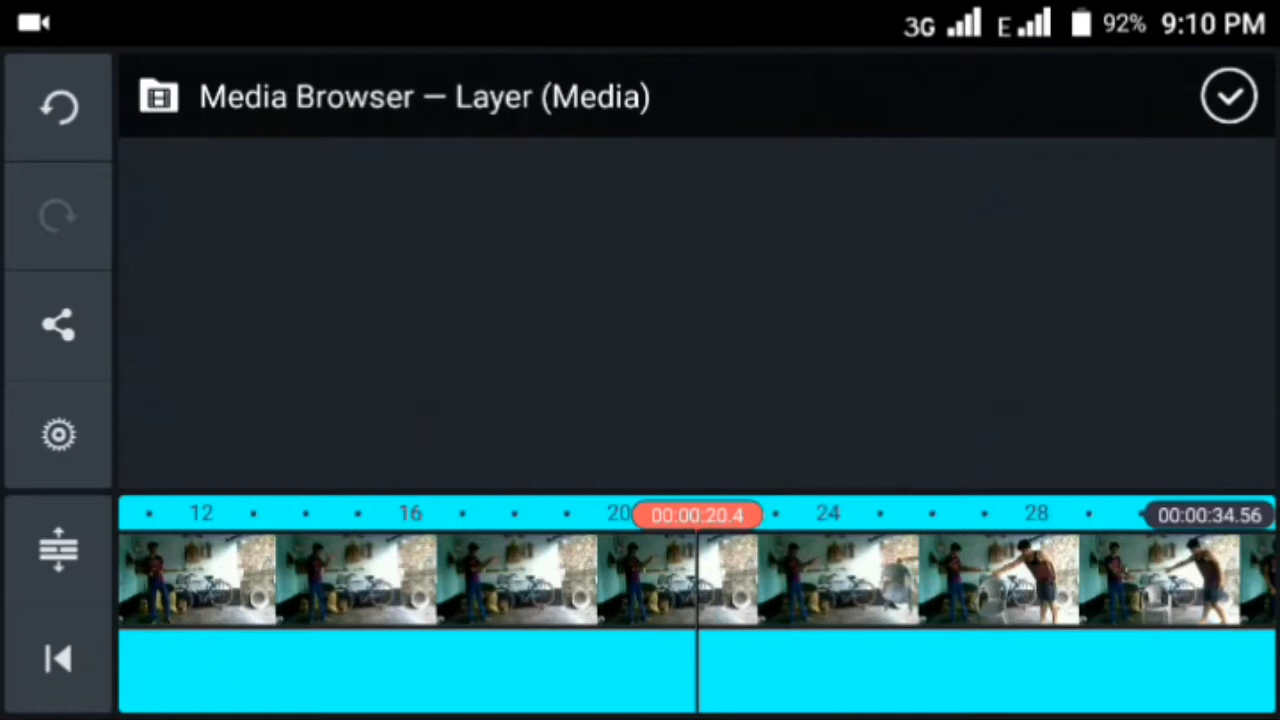 3G E 92% 9:10 PM
Media Browser — Layer (Media)
12 16 20 00:00:20.4 24 28 00:00:34.56